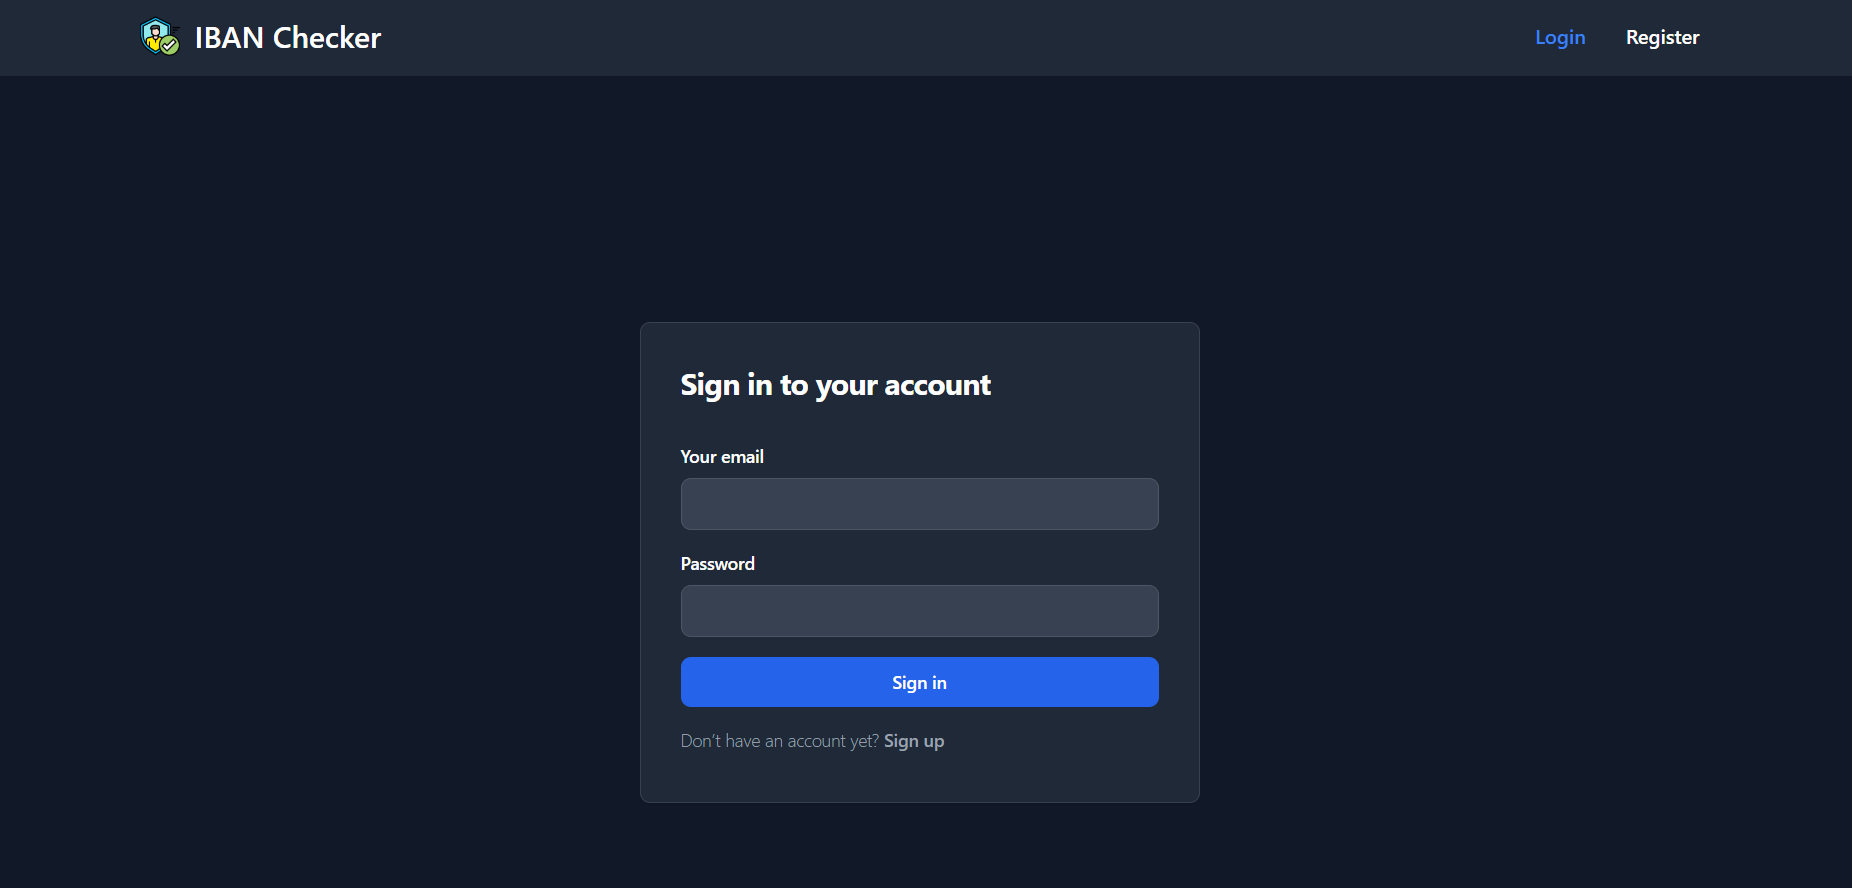 IBAN Checker
Login
Register
Sign in to your account
Your email
Password
Sign in
Don’t have an account yet? Sign up